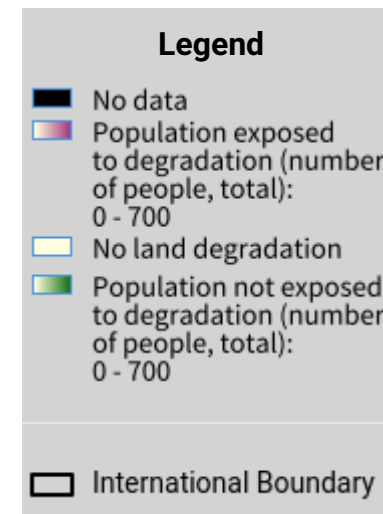 Legend
No data
Population exposed
to degradation (number
of people, total):
0 - 700
No land degradation
Population not exposed
to degradation (number
of people, total):
0 - 700
International Boundary